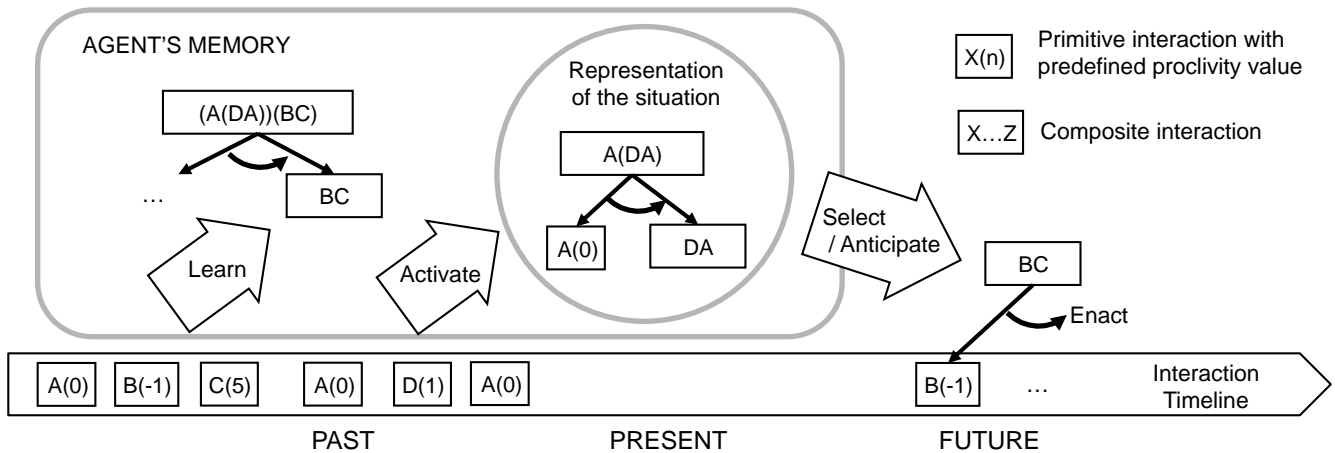 AGENT'S MEMORY
(A(DA))(BC)
…
BC
Learn
Activate
Representation
of the situation
A(DA)
A(0)
DA
X(n)
Primitive interaction with
predefined proclivity value
X…Z
Composite interaction
Select
/ Anticipate
BC
Enact
A(0) B(-1) C(5) A(0) D(1) A(0) B(-1) …
Interaction
Timeline
PAST PRESENT FUTURE